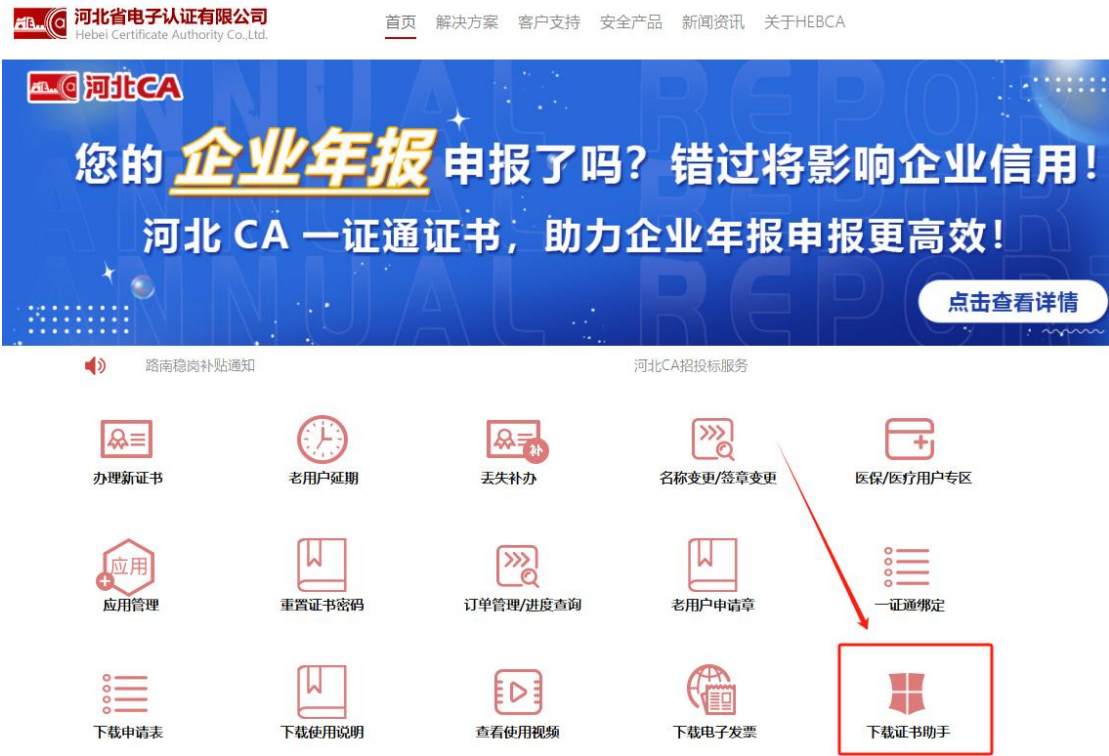 河北省电子认证有限公司
Hebei Certificate Authority Co.,Ltd.
首页 解决方案 客户支持 安全产品 新闻资讯 关于HEBCA
河北CA
ANNUAL REPORT
您的 企业年报 申报了吗？错过将影响企业信用！
河北 CA 一证通证书，助力企业年报申报更高效！
ANNUAL REPORT
点击查看详情
路南稳岗补贴通知 河北CA招投标服务
补
办理新证书 老用户延期 丢失补办 名称变更/签章变更 医保/医疗用户专区
应用
应用管理 重置证书密码 订单管理/进度查询 老用户申请章 一证通绑定
下载申请表 下载使用说明 查看使用视频 下载电子发票 下载证书助手